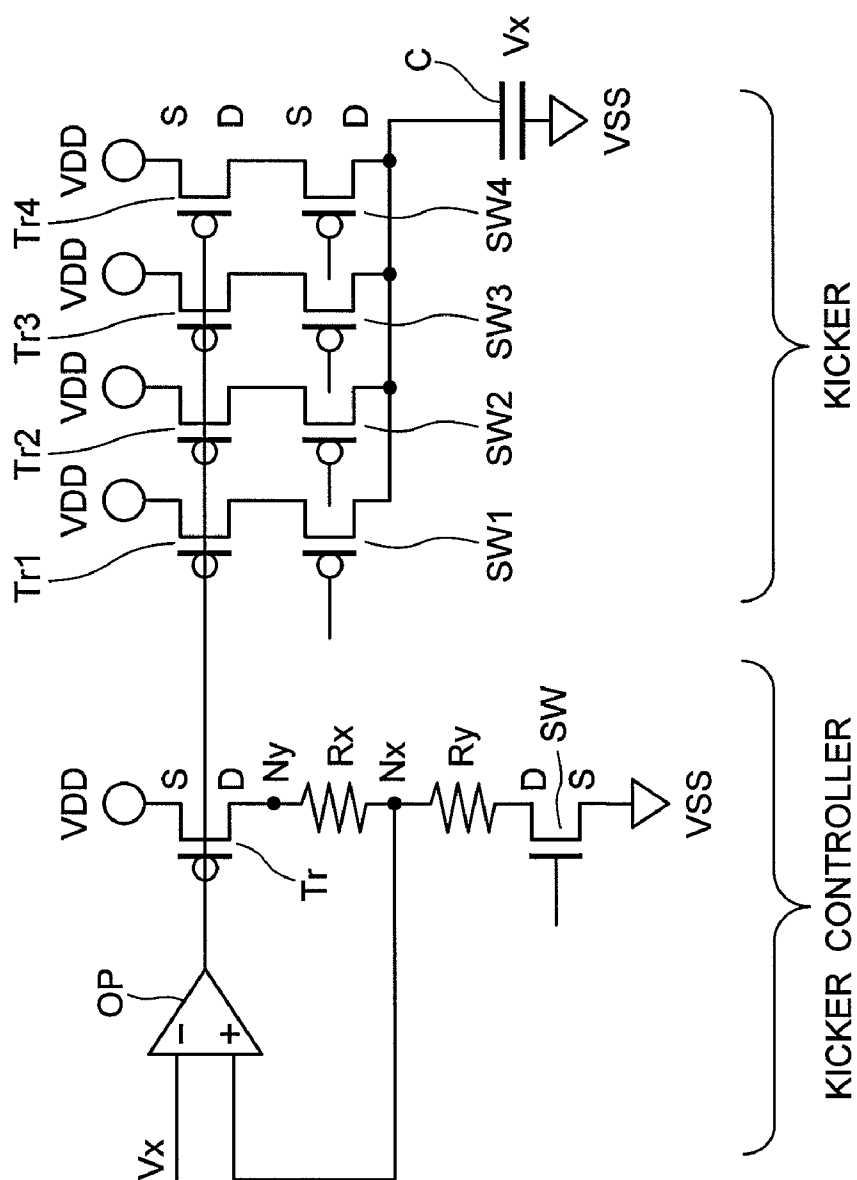 VDD
VDD
VDD
VDD
VDD
Tr1
Tr2
Tr3
Tr4
S
D
S
D
S
D
OP
−
+
Vx
Tr
Ny
Rx
Nx
Ry
D
S
SW
VSS
SW1
SW2
SW3
SW4
C
Vx
VSS
KICKER CONTROLLER
KICKER